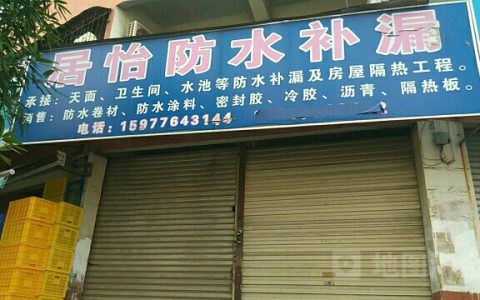 居怡防水补漏
承接：天面、卫生间、水池等防水补漏及房屋隔热工程。
销售：防水卷材、防水涂料、密封胶、冷胶、沥青、隔热板。
电话：15977643144